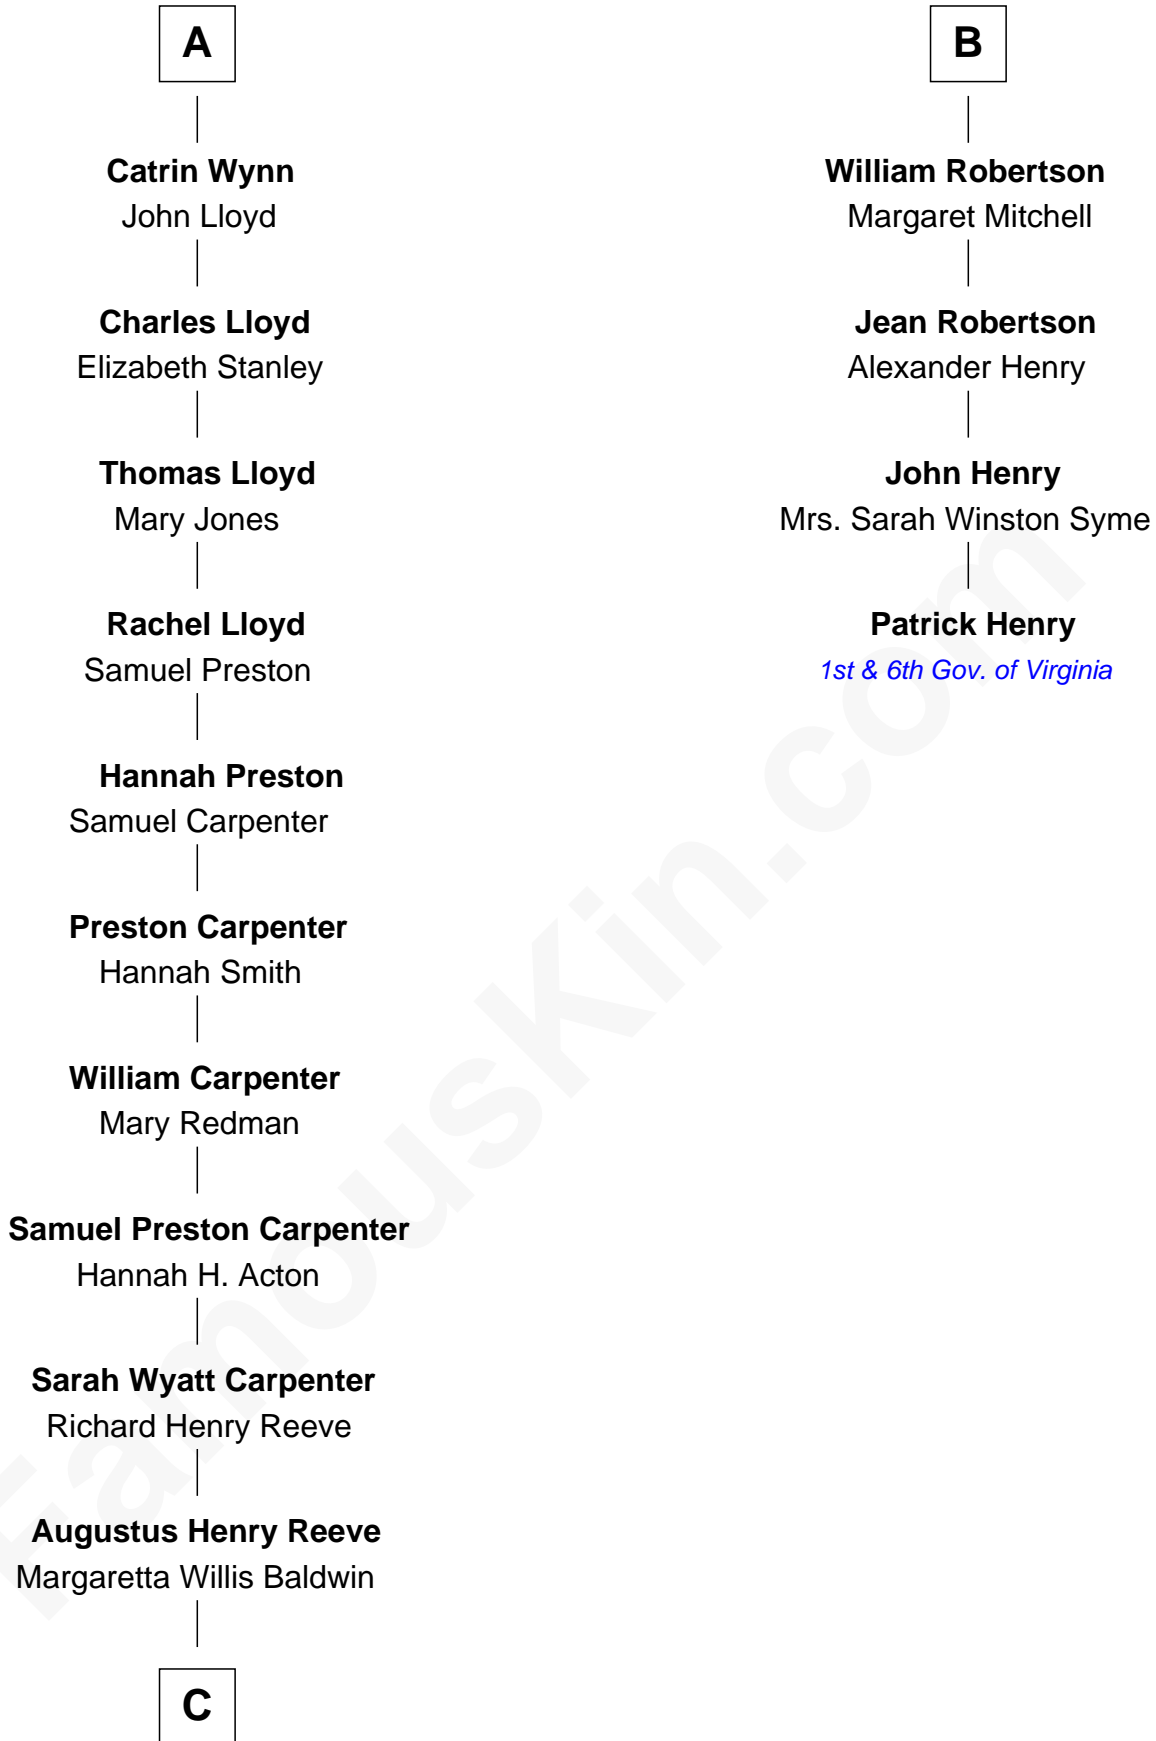 A
Catrin Wynn
John Lloyd
Charles Lloyd
Elizabeth Stanley
Thomas Lloyd
Mary Jones
Rachel Lloyd
Samuel Preston
Hannah Preston
Samuel Carpenter
Preston Carpenter
Hannah Smith
William Carpenter
Mary Redman
Samuel Preston Carpenter
Hannah H. Acton
Sarah Wyatt Carpenter
Richard Henry Reeve
Augustus Henry Reeve
Margaretta Willis Baldwin
C
B
William Robertson
Margaret Mitchell
Jean Robertson
Alexander Henry
John Henry
Mrs. Sarah Winston Syme
Patrick Henry
1st & 6th Gov. of Virginia
FamousKin.com